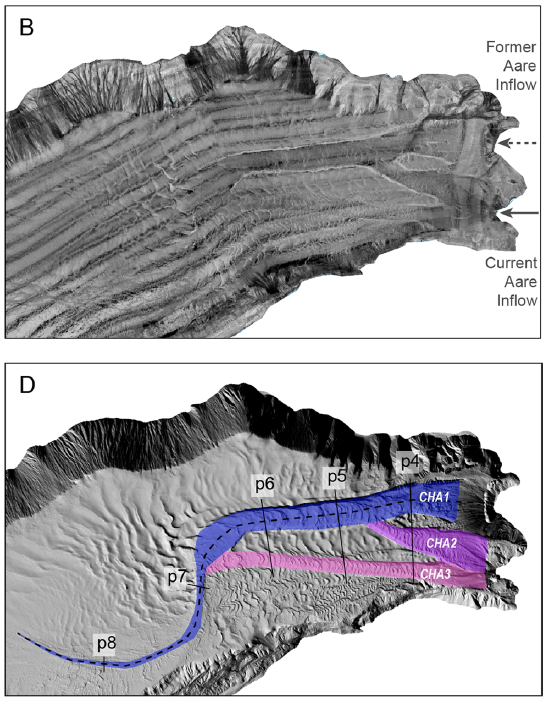 B
Former
Aare
Inflow
Current
Aare
Inflow
D
p4
p5
p6
CHA1
CHA2
CHA3
p7
p8